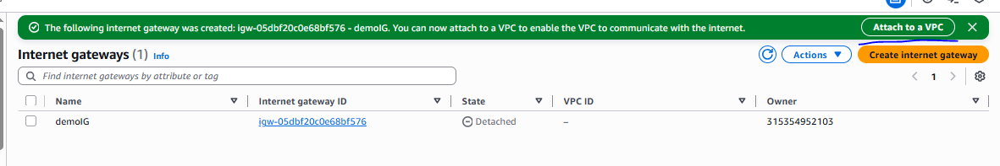 The following internet gateway was created: igw-05dbf20c0e68bf576 - demoIG. You can now attach to a VPC to enable the VPC to communicate with the internet. Attach to a VPC
Internet gateways (1) Info Actions Create internet gateway
Find internet gateways by attribute or tag 1
Name Internet gateway ID State VPC ID Owner
demoIG igw-05dbf20c0e68bf576 Detached – 315354952103